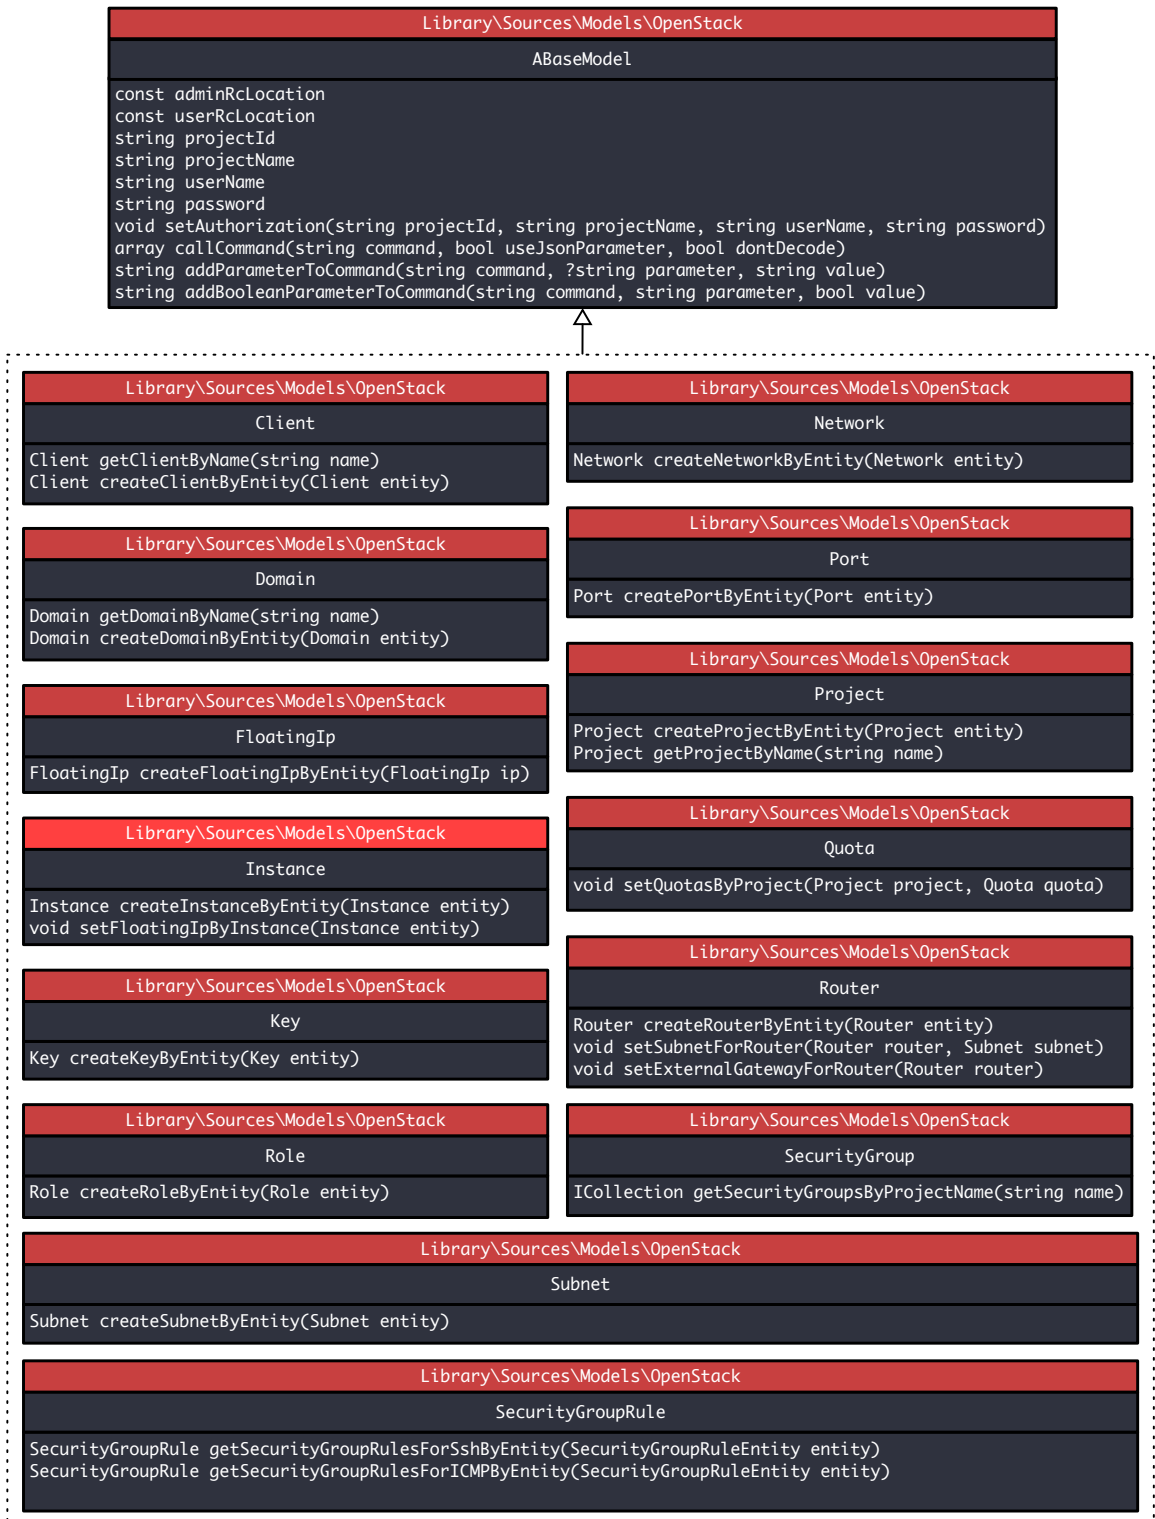 Library\Sources\Models\OpenStack
ABaseModel
const adminRcLocation
const userRcLocation
string projectId
string projectName
string userName
string password
void setAuthorization(string projectId, string projectName, string userName, string password)
array callCommand(string command, bool useJsonParameter, bool dontDecode)
string addParameterToCommand(string command, ?string parameter, string value)
string addBooleanParameterToCommand(string command, string parameter, bool value)
Library\Sources\Models\OpenStack
Client
Client getClientByName(string name)
Client createClientByEntity(Client entity)
Library\Sources\Models\OpenStack
Domain
Domain getDomainByName(string name)
Domain createDomainByEntity(Domain entity)
Library\Sources\Models\OpenStack
FloatingIp
FloatingIp createFloatingIpByEntity(FloatingIp ip)
Library\Sources\Models\OpenStack
Instance
Instance createInstanceByEntity(Instance entity)
void setFloatingIpByInstance(Instance entity)
Library\Sources\Models\OpenStack
Key
Key createKeyByEntity(Key entity)
Library\Sources\Models\OpenStack
Role
Role createRoleByEntity(Role entity)
Library\Sources\Models\OpenStack
Network
Network createNetworkByEntity(Network entity)
Library\Sources\Models\OpenStack
Port
Port createPortByEntity(Port entity)
Library\Sources\Models\OpenStack
Project
Project createProjectByEntity(Project entity)
Project getProjectByName(string name)
Library\Sources\Models\OpenStack
Quota
void setQuotasByProject(Project project, Quota quota)
Library\Sources\Models\OpenStack
Router
Router createRouterByEntity(Router entity)
void setSubnetForRouter(Router router, Subnet subnet)
void setExternalGatewayForRouter(Router router)
Library\Sources\Models\OpenStack
SecurityGroup
ICollection getSecurityGroupsByProjectName(string name)
Library\Sources\Models\OpenStack
Subnet
Subnet createSubnetByEntity(Subnet entity)
Library\Sources\Models\OpenStack
SecurityGroupRule
SecurityGroupRule getSecurityGroupRulesForSshByEntity(SecurityGroupRuleEntity entity)
SecurityGroupRule getSecurityGroupRulesForICMPByEntity(SecurityGroupRuleEntity entity)